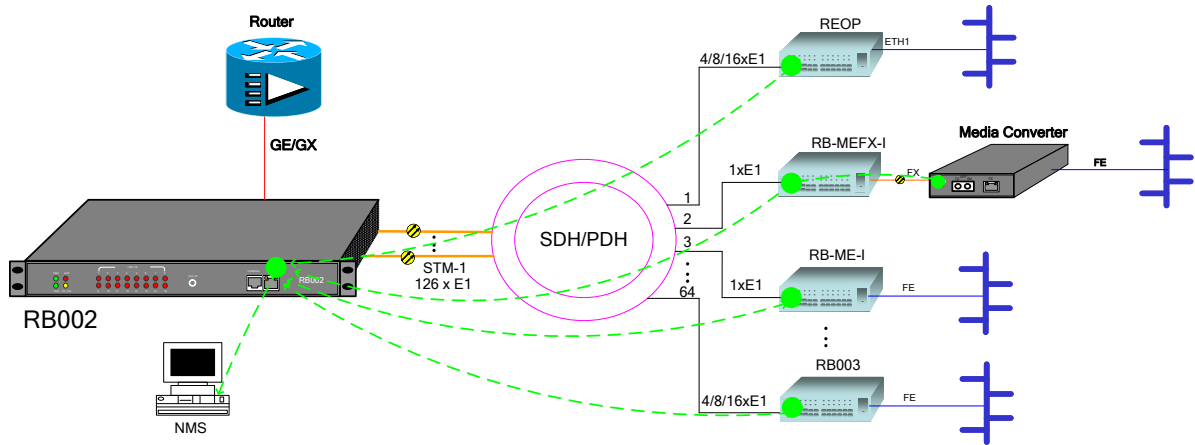 Router
GE/GX
RB002
RB002
NMS
STM-1
126 x E1
SDH/PDH
1
2
3
64
4/8/16xE1
REOP
ETH1
1xE1
RB-MEFX-I
FX
Media Converter
FE
1xE1
RB-ME-I
FE
4/8/16xE1
RB003
FE